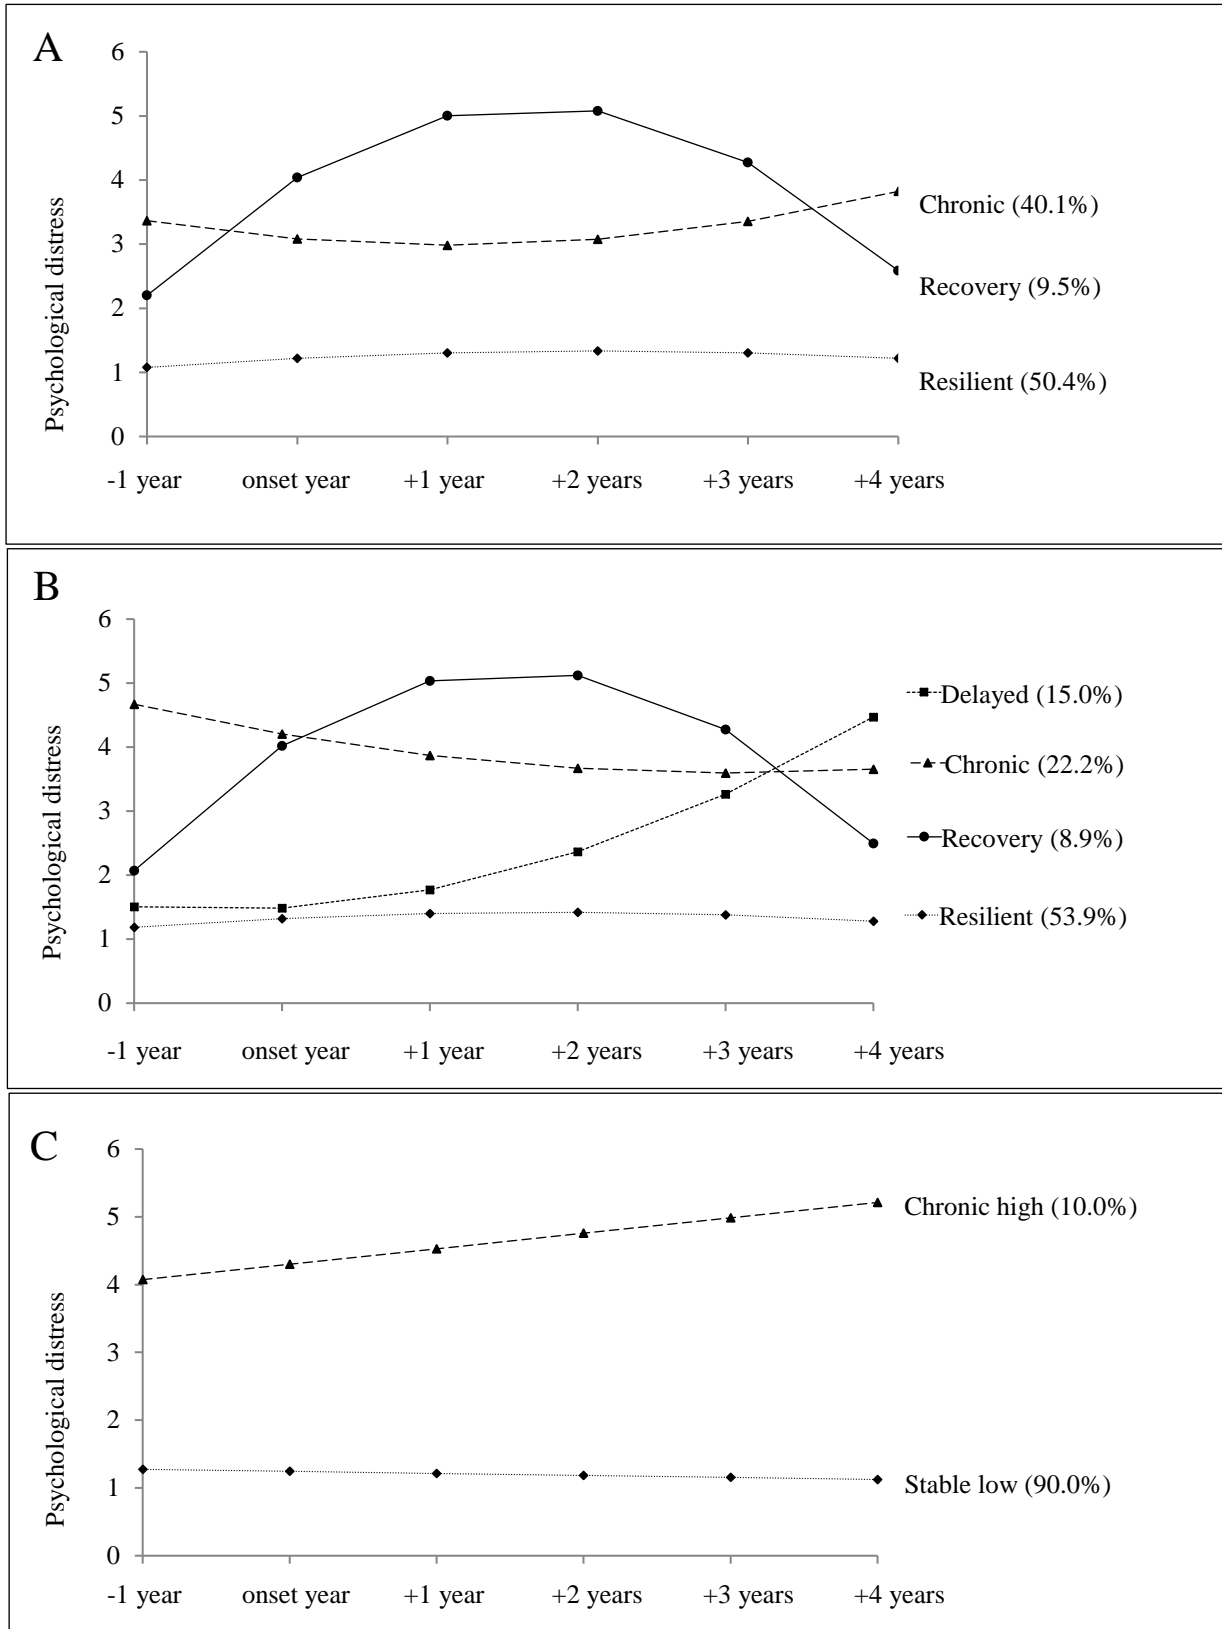 A
6
5
4
3
2
1
0
Psychological distress
Chronic (40.1%)
Recovery (9.5%)
Resilient (50.4%)
-1 year onset year +1 year +2 years +3 years +4 years
B
6
5
4
3
2
1
0
Psychological distress
Delayed (15.0%)
Chronic (22.2%)
Recovery (8.9%)
Resilient (53.9%)
-1 year onset year +1 year +2 years +3 years +4 years
C
6
5
4
3
2
1
0
Psychological distress
Chronic high (10.0%)
Stable low (90.0%)
-1 year onset year +1 year +2 years +3 years +4 years